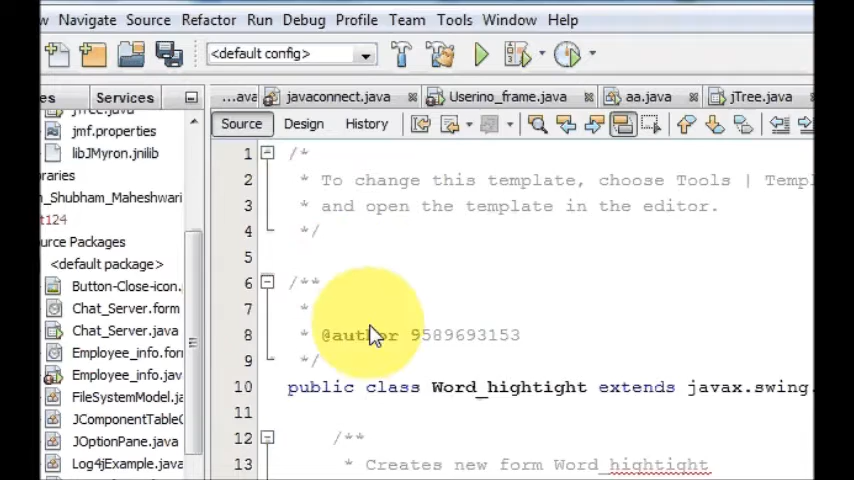 w Navigate Source Refactor Run Debug Profile Team Tools Window Help
<default config>
es Services
...ava javaconnect.java Userino_frame.java aa.java jTree.java
Source Design History
jTree.java
jmf.properties
libJMyron.jnilib
raries
n_Shubham_Maheshwari
t124
urce Packages
<default package>
Button-Close-icon.p
Chat_Server.form
Chat_Server.java
Employee_info.for
Employee_info.jav
FileSystemModel.ja
JComponentTableC
JOptionPane.java
Log4jExample.java
1 /*
2 * To change this template, choose Tools | Templ
3 * and open the template in the editor.
4 */
5
6 /**
7 *
8 * @author 9589693153
9 */
10 public class Word_hightight extends javax.swing.
11
12 /**
13 * Creates new form Word_hightight